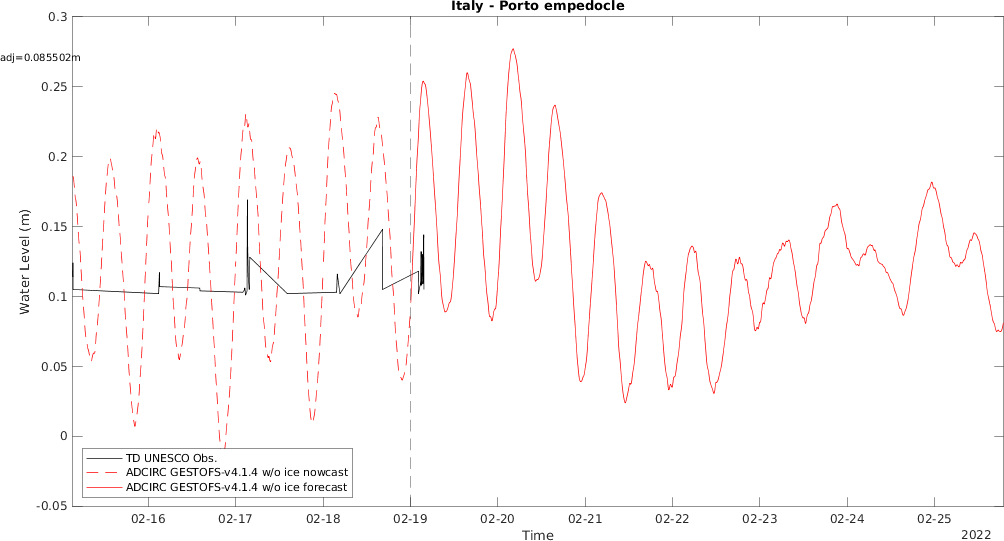 Italy - Porto empedocle
adj=0.085502m
0.3
0.25
0.2
0.15
0.1
0.05
0
-0.05
Water Level (m)
TD UNESCO Obs.
ADCIRC GESTOFS-v4.1.4 w/o ice nowcast
ADCIRC GESTOFS-v4.1.4 w/o ice forecast
02-16 02-17 02-18 02-19 02-20 02-21 02-22 02-23 02-24 02-25
Time
2022